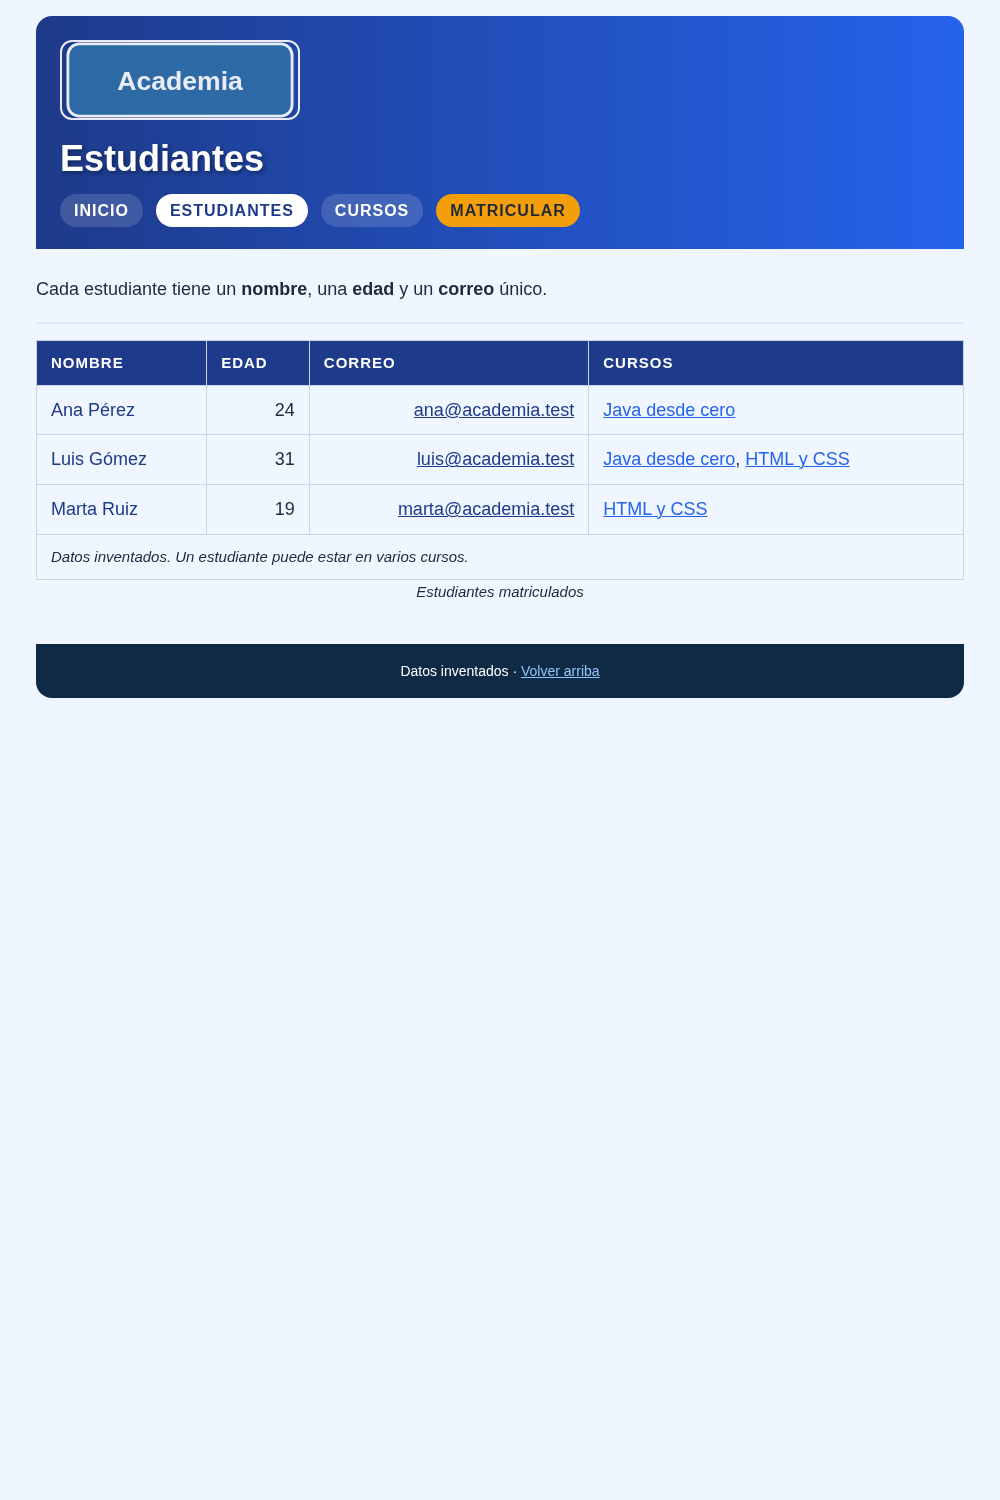 Academia
Estudiantes
INICIO ESTUDIANTES CURSOS MATRICULAR
Cada estudiante tiene un nombre, una edad y un correo único.
NOMBRE EDAD CORREO CURSOS
Ana Pérez 24 ana@academia.test Java desde cero
Luis Gómez 31 luis@academia.test Java desde cero, HTML y CSS
Marta Ruiz 19 marta@academia.test HTML y CSS
Datos inventados. Un estudiante puede estar en varios cursos.
Estudiantes matriculados
Datos inventados · Volver arriba